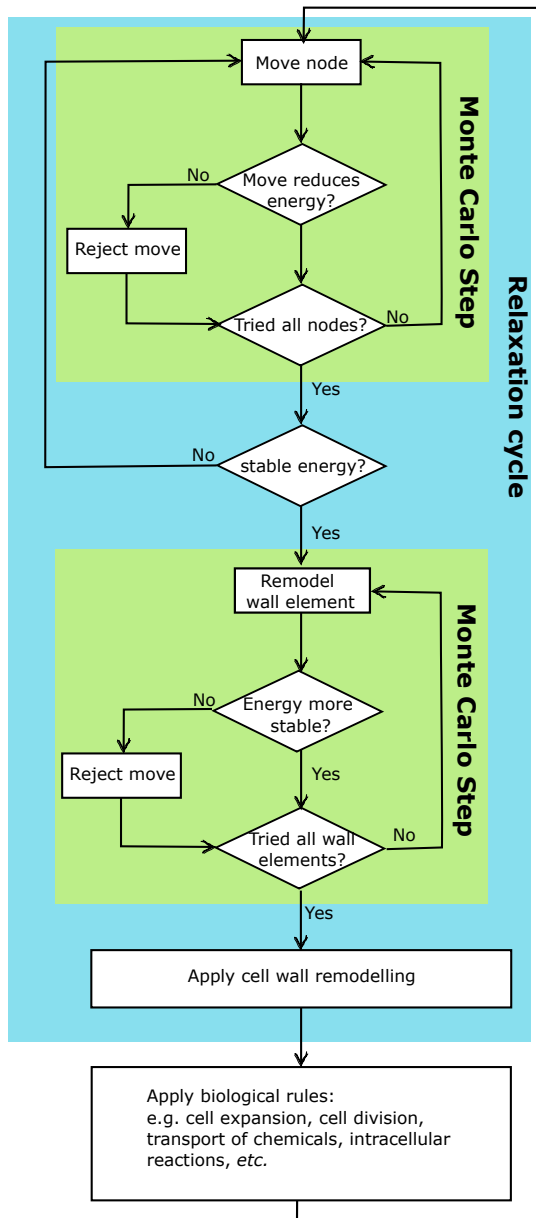 Move node
No
Move reduces
energy?
Reject move
Tried all nodes?
No
Monte Carlo Step
Yes
No
stable energy?
Relaxation cycle
Yes
Remodel
wall element
No
Energy more
stable?
Reject move
Yes
Tried all wall
elements?
No
Monte Carlo Step
Yes
Apply cell wall remodelling
Apply biological rules:
e.g. cell expansion, cell division,
transport of chemicals, intracellular
reactions, etc.